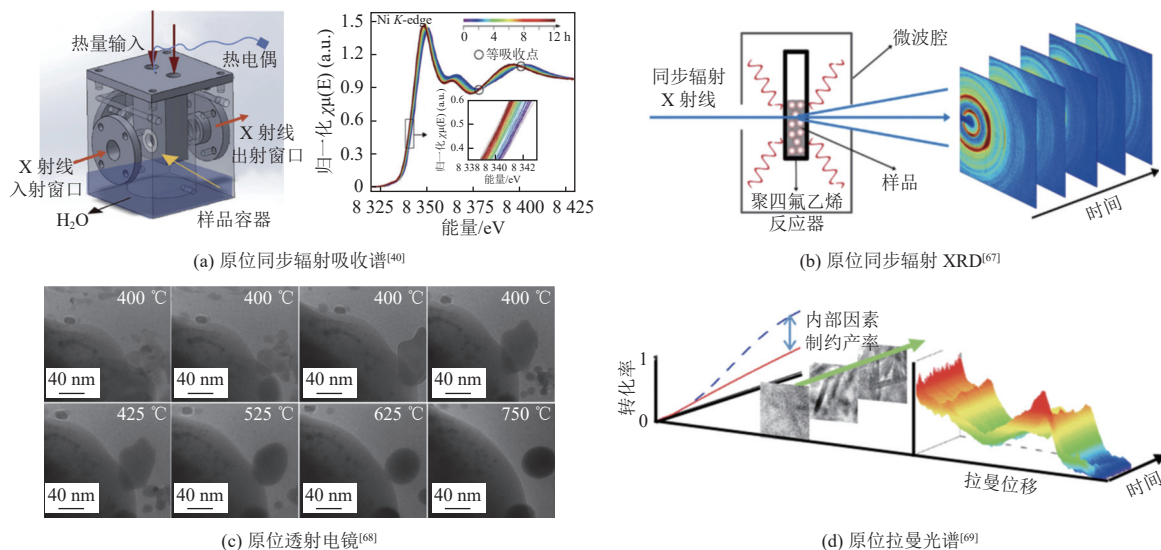 热量输入
热电偶
X 射线
出射窗口
X 射线
入射窗口
H₂O
样品容器
Ni K-edge
0 4 8 12 h
等吸收点
归一化 χμ(E) (a.u.)
1.5
1.2
0.9
0.6
0.3
0
8 325 8 350 8 375 8 400 8 425
能量/eV
归一化 χμ(E) (a.u.)
0.6
0.5
0.4
8 338 8 340 8 342
能量/eV
(a) 原位同步辐射吸收谱[40]
同步辐射
X 射线
微波腔
样品
聚四氟乙烯
反应器
时间
(b) 原位同步辐射 XRD[67]
400 ℃ 400 ℃ 400 ℃ 400 ℃
40 nm 40 nm 40 nm 40 nm
425 ℃ 525 ℃ 625 ℃ 750 ℃
40 nm 40 nm 40 nm 40 nm
(c) 原位透射电镜[68]
内部因素
制约产率
转化率
1
0
拉曼位移
时间
(d) 原位拉曼光谱[69]